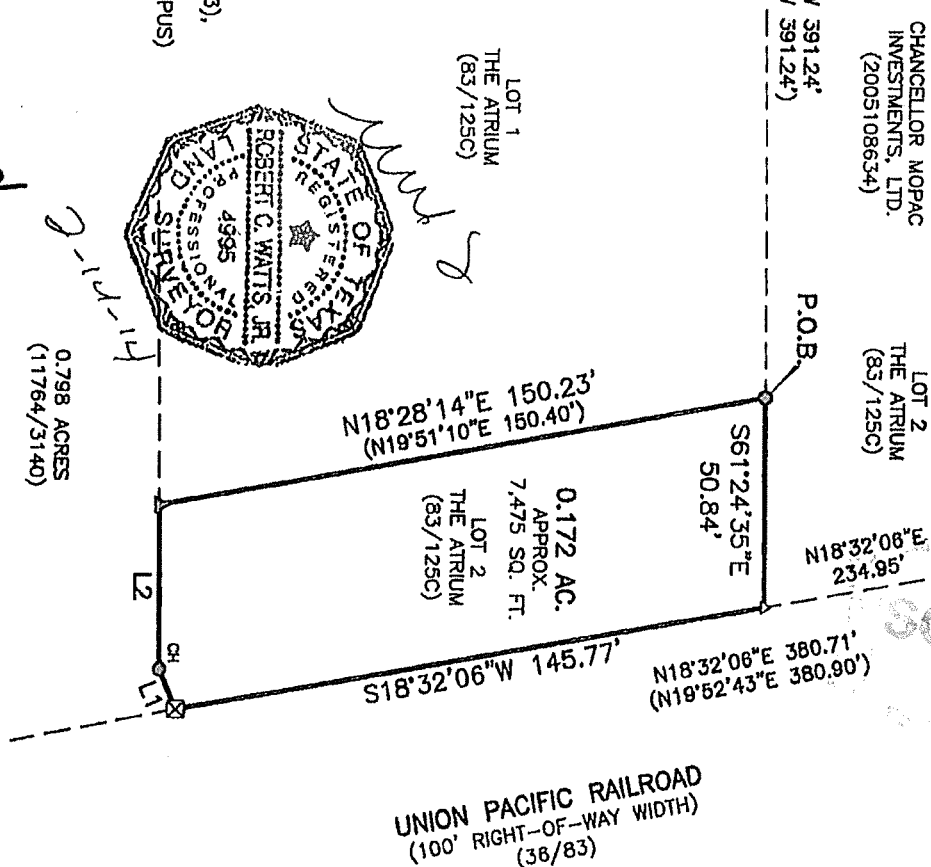 CHANCELLOR MOPAC
INVESTMENTS, LTD.
(2005108634)
391.24'
391.24')
LOT 2
THE ATRIUM
(83/125C)
P.O.B.
LOT 1
THE ATRIUM
(83/125C)
3),
PUS)
S61°24'35"E
50.84'
N18°32'06"E
234.95'
N18°28'14"E 150.23'
(N19°51'10"E 150.40')
0.172 AC.
APPROX.
7,475 SQ. FT.
LOT 2
THE ATRIUM
(83/125C)
S18°32'06"W 145.77'
N18°32'06"E 380.71'
(N19°52'43"E 380.90')
STATE OF TEXAS
REGISTERED
ROBERT C. WATTS, JR.
4995
PROFESSIONAL
LAND SURVEYOR
8-14-14
0.798 ACRES
(11764/3140)
L2
CH
L1
UNION PACIFIC RAILROAD
(100' RIGHT-OF-WAY WIDTH)
(36/83)